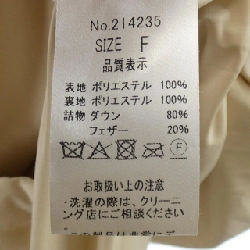 No.214235
SIZE F
品質表示
表地 ポリエステル 100%
裏地 ポリエステル 100%
詰物 ダウン 80%
フェザー 20%
お取扱い上の注意
・洗濯の際は、クリーニ
ング店にご相談ください